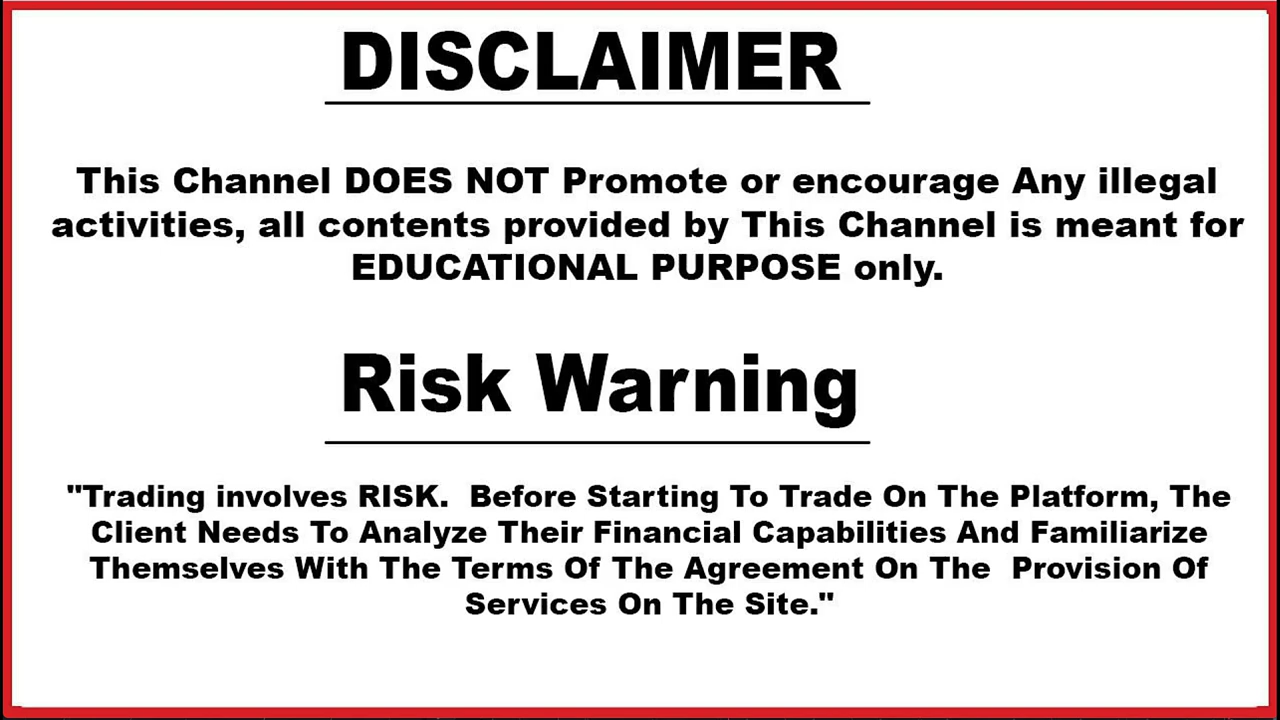 DISCLAIMER
This Channel DOES NOT Promote or encourage Any illegal
activities, all contents provided by This Channel is meant for
EDUCATIONAL PURPOSE only.
Risk Warning
"Trading involves RISK.  Before Starting To Trade On The Platform, The
Client Needs To Analyze Their Financial Capabilities And Familiarize
Themselves With The Terms Of The Agreement On The  Provision Of
Services On The Site."